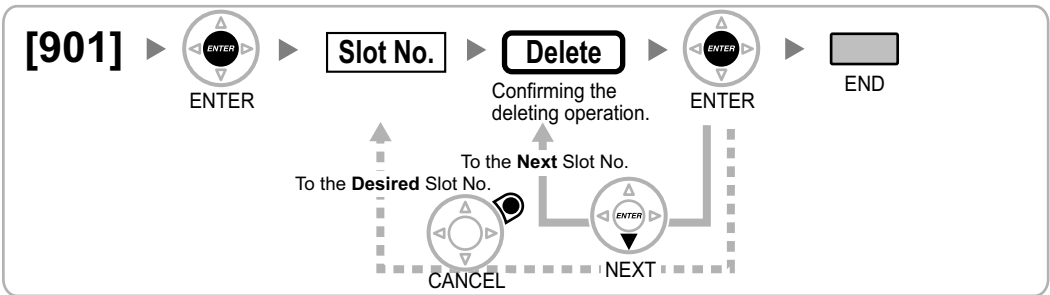 [901] ENTER Slot No. Delete ENTER
ENTER
Confirming the
deleting operation.
ENTER
END
To the Next Slot No.
To the Desired Slot No.
ENTER
CANCEL
NEXT